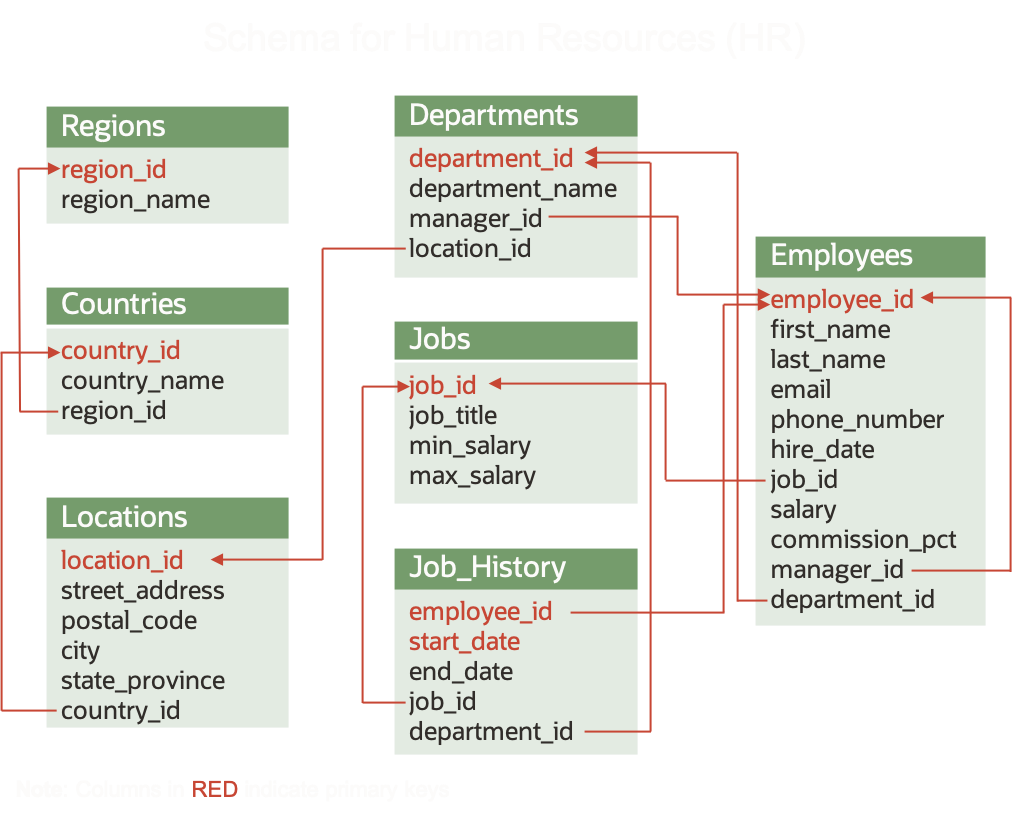 Schema for Human Resources (HR)
Regions
region_id
region_name
Countries
country_id
country_name
region_id
Locations
location_id
street_address
postal_code
city
state_province
country_id
Departments
department_id
department_name
manager_id
location_id
Jobs
job_id
job_title
min_salary
max_salary
Job_History
employee_id
start_date
end_date
job_id
department_id
Employees
employee_id
first_name
last_name
email
phone_number
hire_date
job_id
salary
commission_pct
manager_id
department_id
Note: Columns in RED indicate primary keys